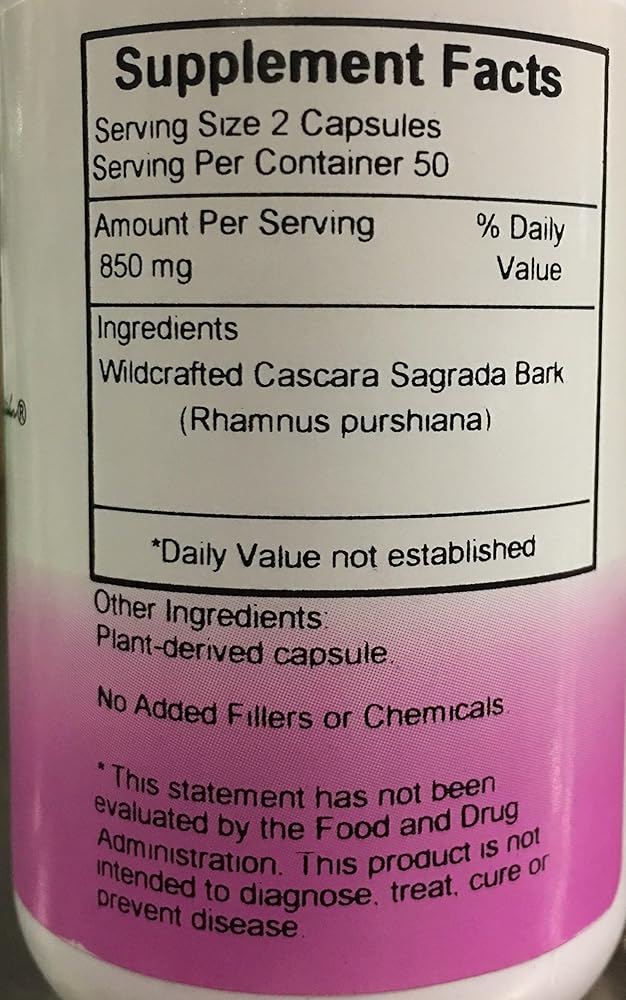 Supplement Facts
Serving Size 2 Capsules
Serving Per Container 50
Amount Per Serving % Daily
850 mg Value
Ingredients
Wildcrafted Cascara Sagrada Bark
(Rhamnus purshiana)
*Daily Value not established
Other Ingredients:
Plant-derived capsule.
No Added Fillers or Chemicals.
* This statement has not been
evaluated by the Food and Drug
Administration. This product is not
intended to diagnose, treat, cure or
prevent disease.
®